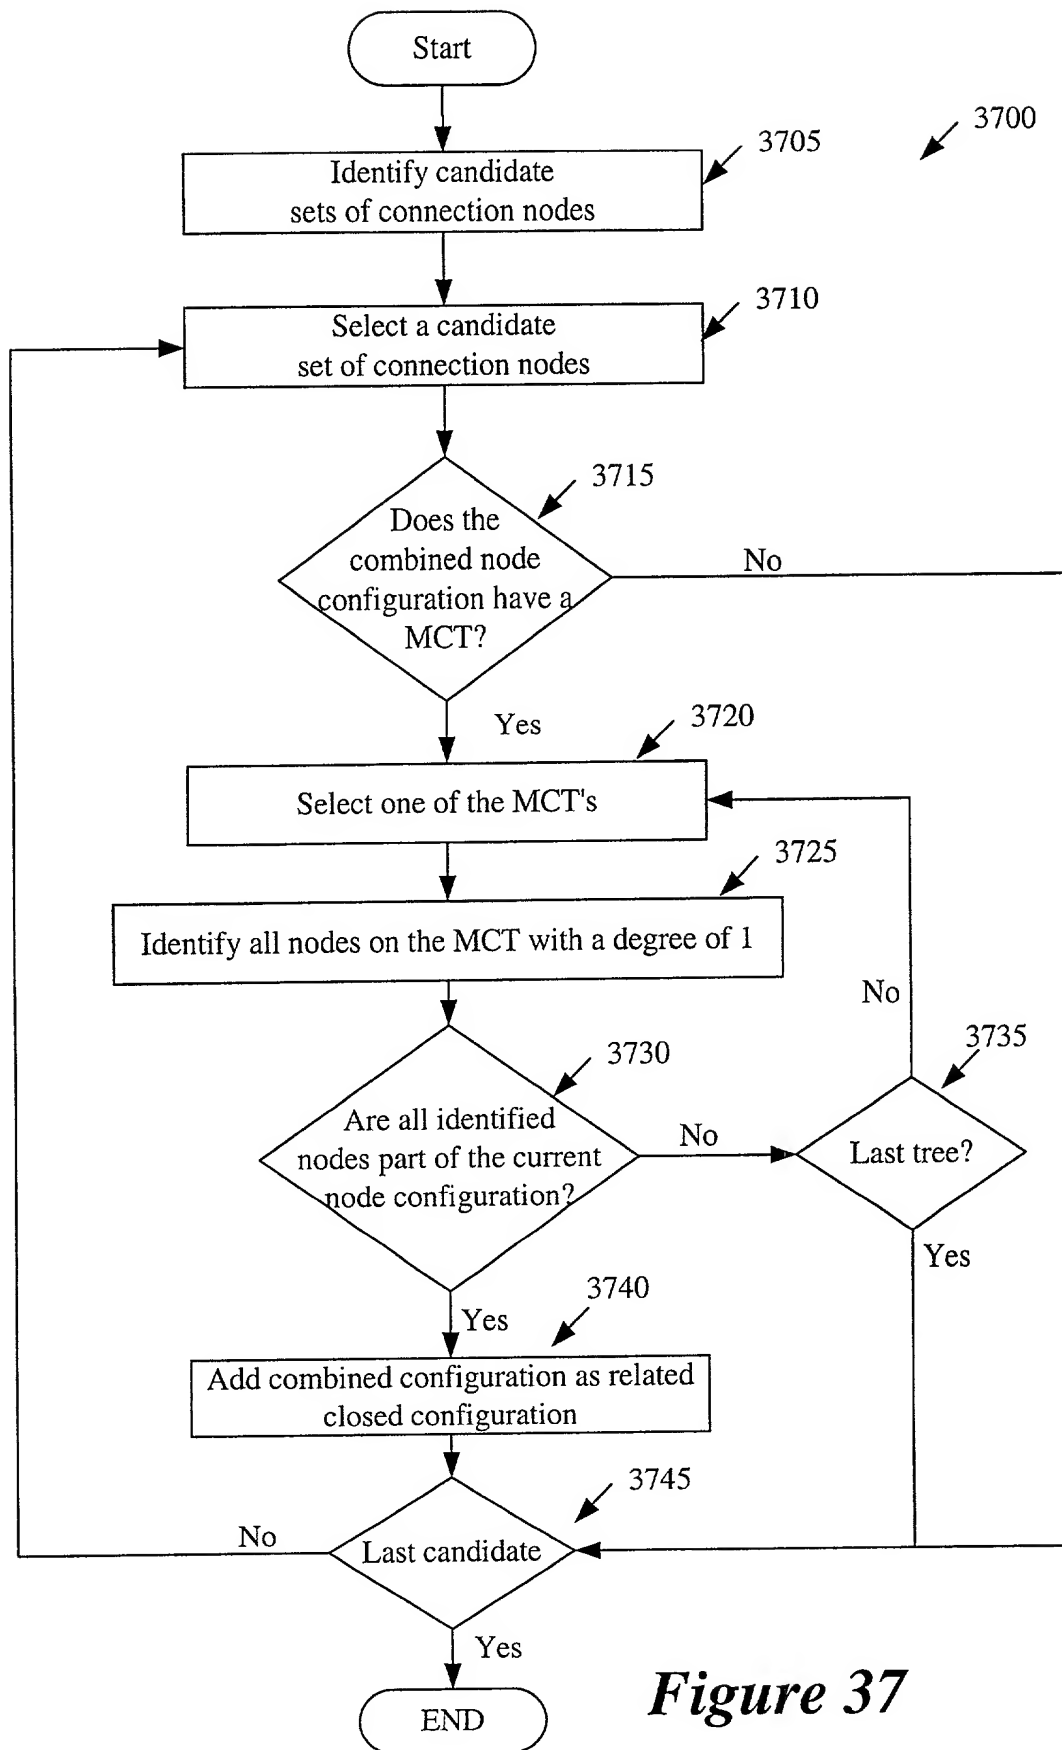 Start
3700
3705
Identify candidate
sets of connection nodes
3710
Select a candidate
set of connection nodes
3715
Does the
combined node
configuration have a
MCT?
No
Yes
3720
Select one of the MCT's
3725
Identify all nodes on the MCT with a degree of 1
No
3730
3735
Are all identified
nodes part of the current
node configuration?
No
Last tree?
Yes
Yes
3740
Add combined configuration as related
closed configuration
3745
No
Last candidate
Yes
END
Figure 37